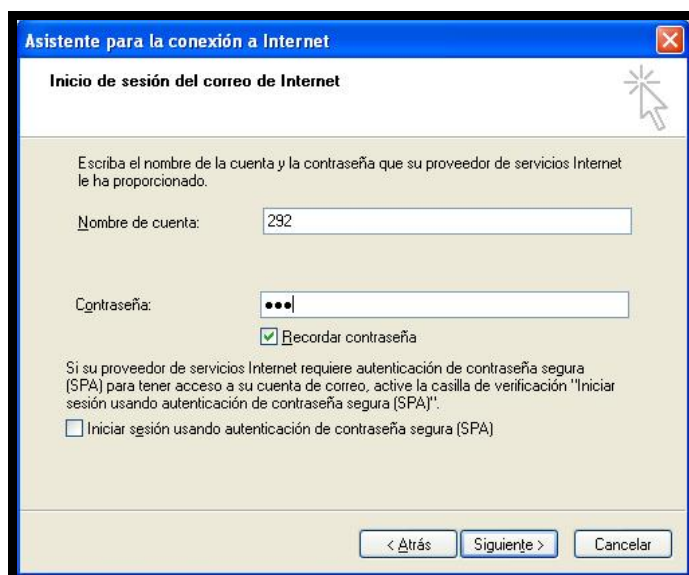 Asistente para la conexión a Internet
Inicio de sesión del correo de Internet
Escriba el nombre de la cuenta y la contraseña que su proveedor de servicios Internet
le ha proporcionado.
Nombre de cuenta: 292
Contraseña: •••
Recordar contraseña
Si su proveedor de servicios Internet requiere autenticación de contraseña segura
(SPA) para tener acceso a su cuenta de correo, active la casilla de verificación "Iniciar
sesión usando autenticación de contraseña segura (SPA)".
Iniciar sesión usando autenticación de contraseña segura (SPA)
< Atrás Siguiente > Cancelar